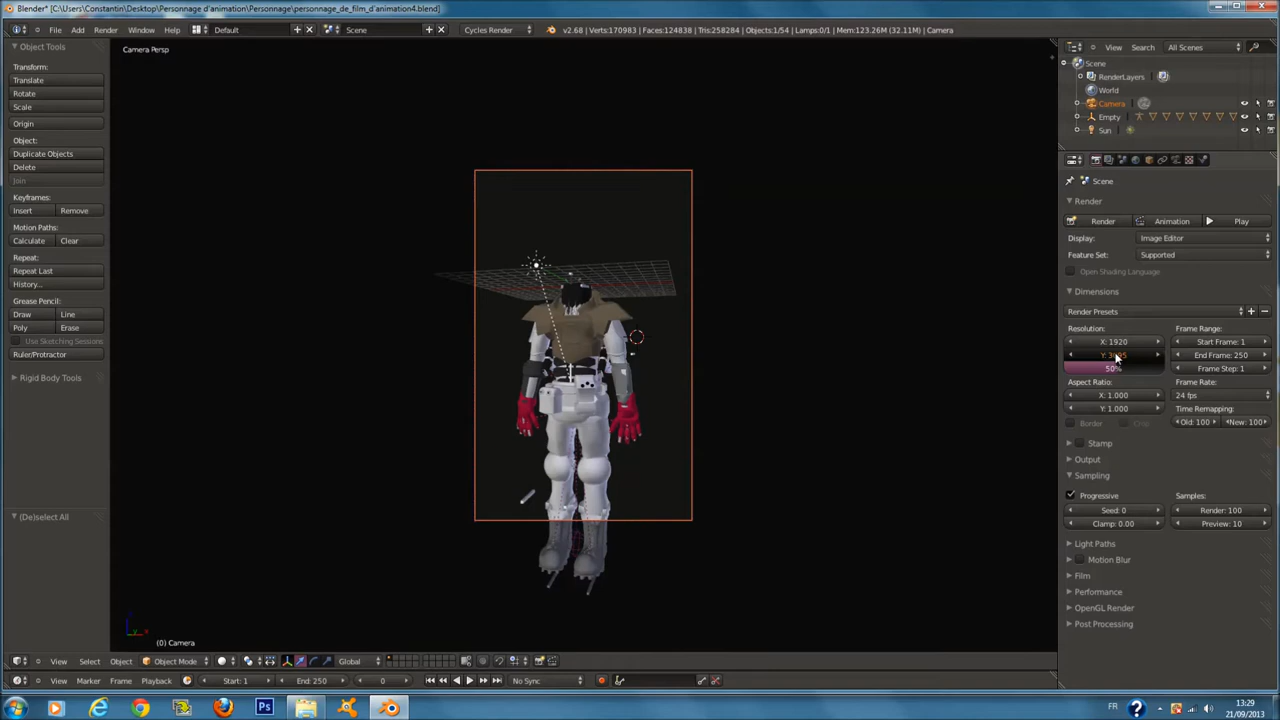 Blender* [C:\Users\Constantin\Desktop\Personnage d'animation\Personnage\personnage_de_film_d'animation4.blend]
File Add Render Window Help Default Scene Cycles Render v2.68 | Verts:170983 | Faces:124838 | Tris:258284 | Objects:1/54 | Lamps:0/1 | Mem:123.26M (32.11M) | Camera
Object Tools
Camera Persp
View Search All Scenes
Transform:
Translate
Rotate
Scale
Origin
Object:
Duplicate Objects
Delete
Join
Keyframes:
Insert Remove
Motion Paths:
Calculate Clear
Repeat:
Repeat Last
History...
Grease Pencil:
Draw Line
Poly Erase
Use Sketching Sessions
Ruler/Protractor
Rigid Body Tools
(De)select All
Scene
RenderLayers
World
Camera
Empty
Sun
Scene
Render
Render Animation Play
Display: Image Editor
Feature Set: Supported
Open Shading Language
Dimensions
Render Presets
Resolution: Frame Range:
X: 1920 Start Frame: 1
End Frame: 250
50% Frame Step: 1
Aspect Ratio: Frame Rate:
X: 1.000 24 fps
Y: 1.000 Time Remapping:
Border Crop Old: 100 New: 100
Stamp
Output
Sampling
Progressive Samples:
Seed: 0 Render: 100
Clamp: 0.00 Preview: 10
Light Paths
Motion Blur
Film
Performance
OpenGL Render
Post Processing
(0) Camera
View Select Object Object Mode Global
View Marker Frame Playback Start: 1 End: 250 0 No Sync
FR 13:29
21/09/2013